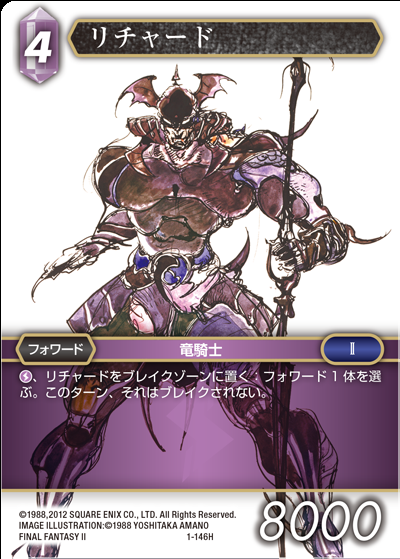 4
リチャード
フォワード
竜騎士
II
、リチャードをブレイクゾーンに置く：フォワード１体を選
ぶ。このターン、それはブレイクされない。
©1988,2012 SQUARE ENIX CO., LTD. All Rights Reserved.
IMAGE ILLUSTRATION:©1988 YOSHITAKA AMANO
FINAL FANTASY II
1-146H
8000